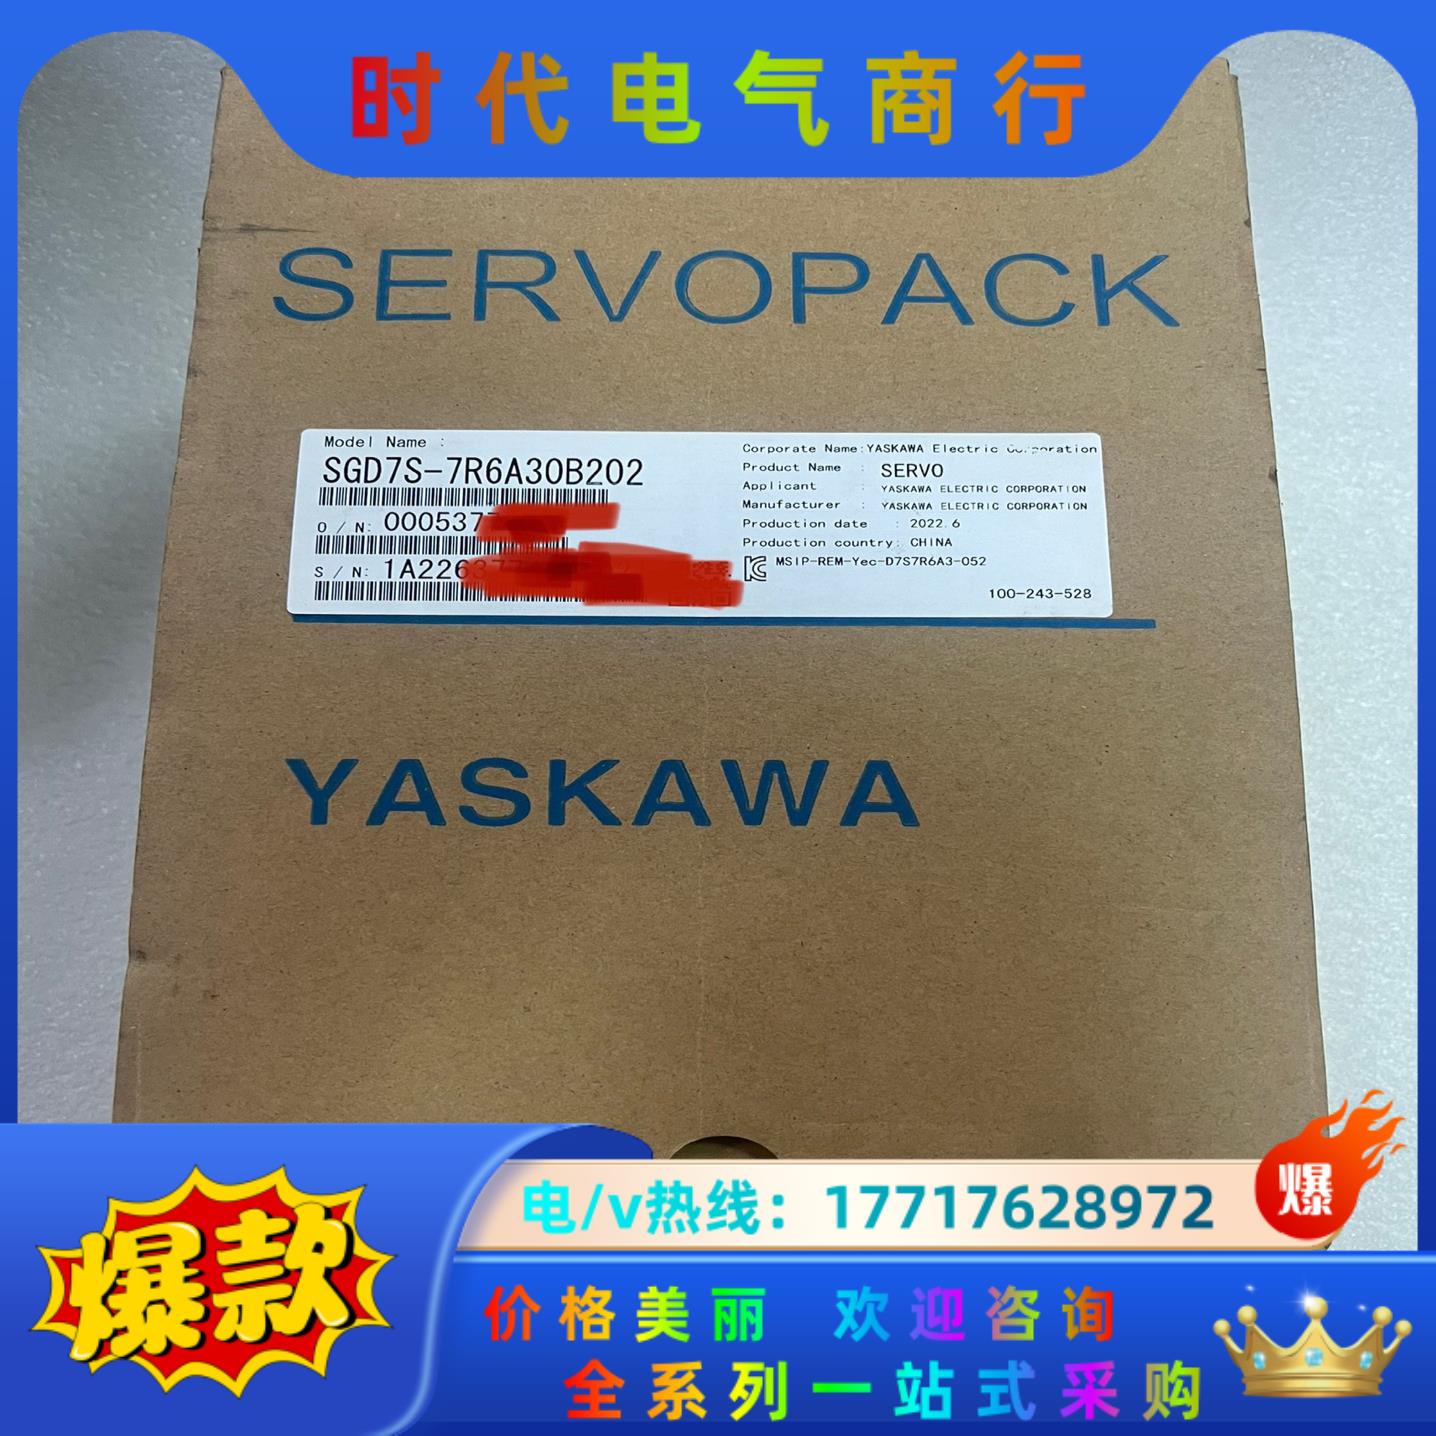 时代电气商行
SERVOPACK
Model Name :
SGD7S-7R6A30B202
O / N: 000537
S / N: 1A226
Corporate Name:YASKAWA Electric Corporation
Product Name : SERVO
Applicant : YASKAWA ELECTRIC CORPORATION
Manufacturer : YASKAWA ELECTRIC CORPORATION
Production date : 2022.6
Production country: CHINA
MSIP-REM-Yec-D7S7R6A3-052
100-243-528
YASKAWA
电/v热线：17717628972
爆
爆款
价格美丽 欢迎咨询
全系列一站式采购